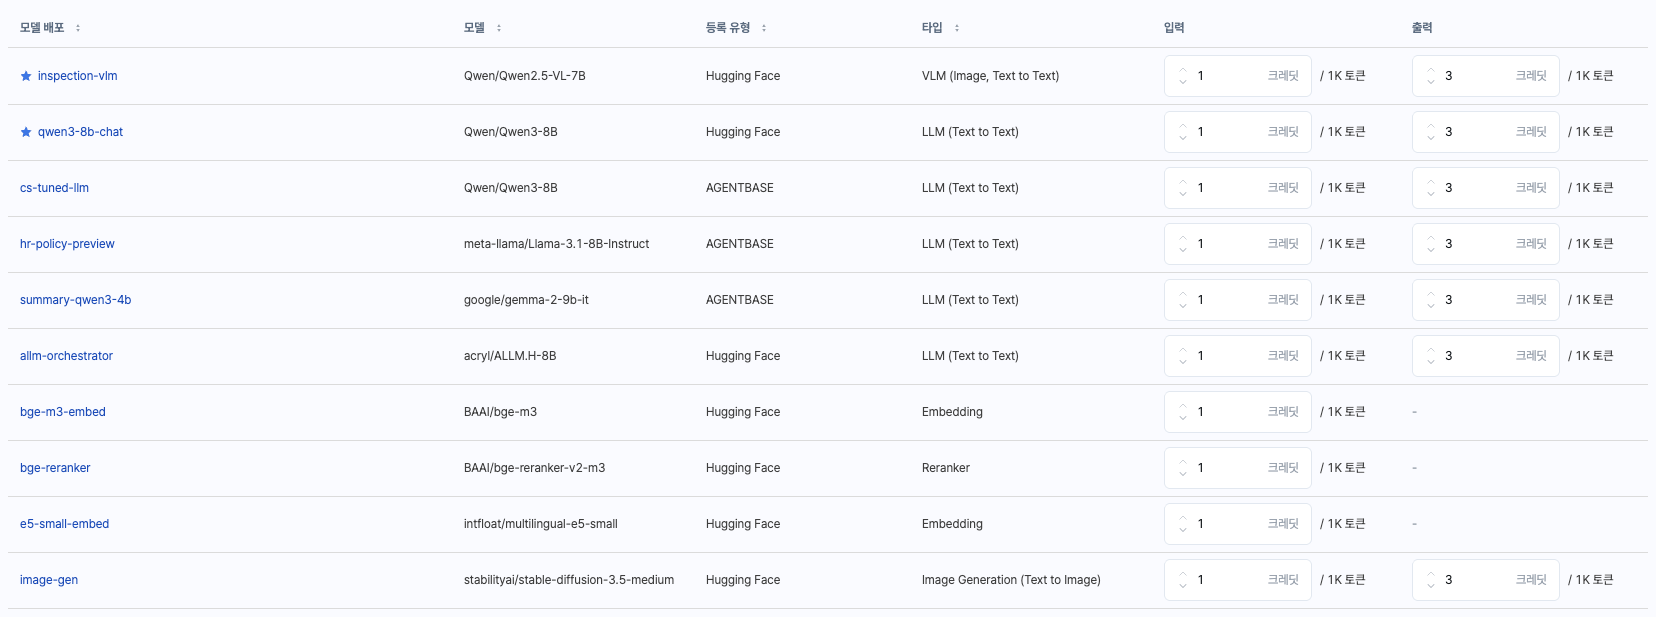 모델 배포 모델 등록 유형 타입 입력 출력
inspection-vlm Qwen/Qwen2.5-VL-7B Hugging Face VLM (Image, Text to Text) 1 크레딧 / 1K 토큰 3 크레딧 / 1K 토큰
qwen3-8b-chat Qwen/Qwen3-8B Hugging Face LLM (Text to Text) 1 크레딧 / 1K 토큰 3 크레딧 / 1K 토큰
cs-tuned-llm Qwen/Qwen3-8B AGENTBASE LLM (Text to Text) 1 크레딧 / 1K 토큰 3 크레딧 / 1K 토큰
hr-policy-preview meta-llama/Llama-3.1-8B-Instruct AGENTBASE LLM (Text to Text) 1 크레딧 / 1K 토큰 3 크레딧 / 1K 토큰
summary-qwen3-4b google/gemma-2-9b-it AGENTBASE LLM (Text to Text) 1 크레딧 / 1K 토큰 3 크레딧 / 1K 토큰
allm-orchestrator acryl/ALLM.H-8B Hugging Face LLM (Text to Text) 1 크레딧 / 1K 토큰 3 크레딧 / 1K 토큰
bge-m3-embed BAAI/bge-m3 Hugging Face Embedding 1 크레딧 / 1K 토큰 -
bge-reranker BAAI/bge-reranker-v2-m3 Hugging Face Reranker 1 크레딧 / 1K 토큰 -
e5-small-embed intfloat/multilingual-e5-small Hugging Face Embedding 1 크레딧 / 1K 토큰 -
image-gen stabilityai/stable-diffusion-3.5-medium Hugging Face Image Generation (Text to Image) 1 크레딧 / 1K 토큰 3 크레딧 / 1K 토큰